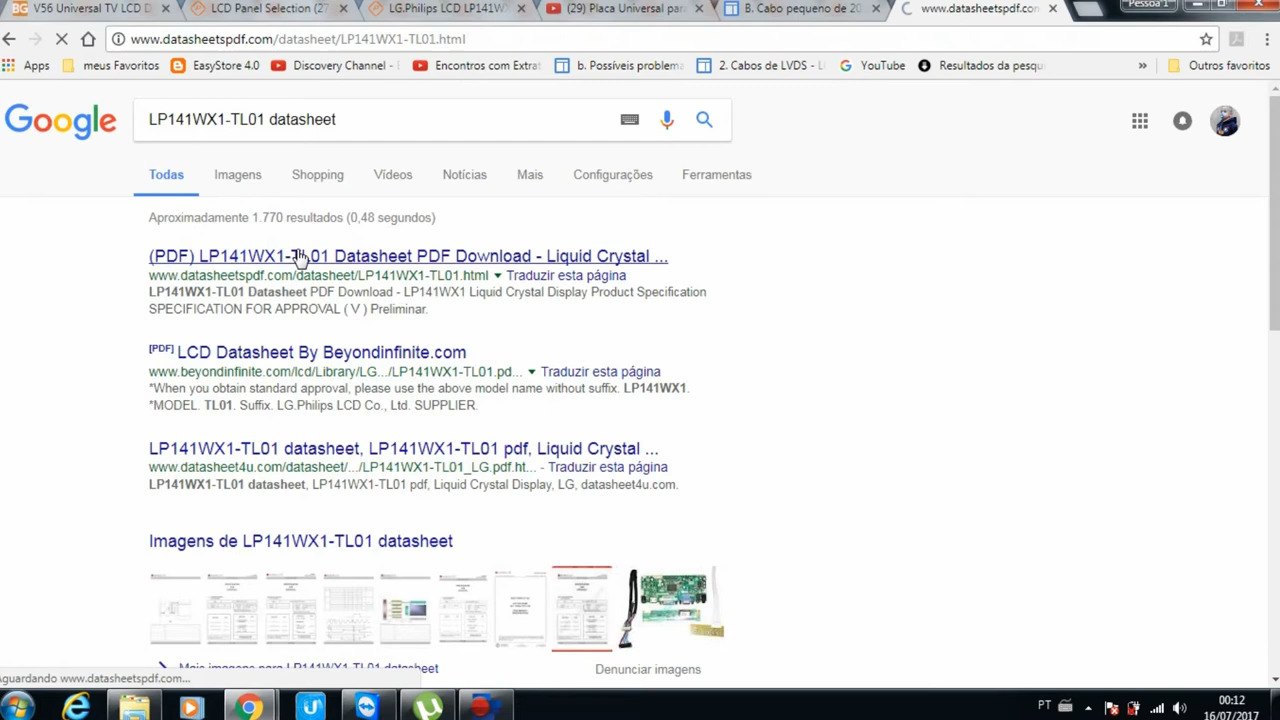 V56 Universal TV LCD D
LCD Panel Selection (27
LG.Philips LCD LP141W
(29) Placa Universal para
B. Cabo pequeno de 20
www.datasheetspdf.con
Pessoa 1
www.datasheetspdf.com/datasheet/LP141WX1-TL01.html
Apps
meus Favoritos
EasyStore 4.0
Discovery Channel - E
Encontros com Extrat
b. Possíveis problema
2. Cabos de LVDS - L
YouTube
Resultados da pesqu
»
Outros favoritos
Google
LP141WX1-TL01 datasheet
Todas
Imagens
Shopping
Vídeos
Notícias
Mais
Configurações
Ferramentas
Aproximadamente 1.770 resultados (0,48 segundos)
(PDF) LP141WX1-TL01 Datasheet PDF Download - Liquid Crystal ...
www.datasheetspdf.com/datasheet/LP141WX1-TL01.html ▼ Traduzir esta página
LP141WX1-TL01 Datasheet PDF Download - LP141WX1 Liquid Crystal Display Product Specification
SPECIFICATION FOR APPROVAL ( V ) Preliminar.
[PDF] LCD Datasheet By Beyondinfinite.com
www.beyondinfinite.com/lcd/Library/LG.../LP141WX1-TL01.pd... ▼ Traduzir esta página
*When you obtain standard approval, please use the above model name without suffix. LP141WX1.
*MODEL. TL01. Suffix. LG.Philips LCD Co., Ltd. SUPPLIER.
LP141WX1-TL01 datasheet, LP141WX1-TL01 pdf, Liquid Crystal ...
www.datasheet4u.com/datasheet/.../LP141WX1-TL01_LG.pdf.ht... - Traduzir esta página
LP141WX1-TL01 datasheet, LP141WX1-TL01 pdf, Liquid Crystal Display, LG, datasheet4u.com.
Imagens de LP141WX1-TL01 datasheet
Mais imagens para LP141WX1-TL01 datasheet
Denunciar imagens
Aguardando www.datasheetspdf.com...
PT
00:12
16/07/2017